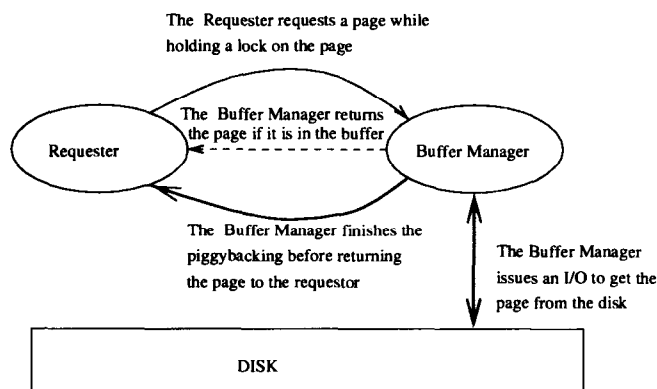 The Requester requests a page while
holding a lock on the page
The Buffer Manager returns
the page if it is in the buffer
Requester
Buffer Manager
The Buffer Manager finishes the
piggybacking before returning
the page to the requestor
The Buffer Manager
issues an I/O to get the
page from the disk
DISK